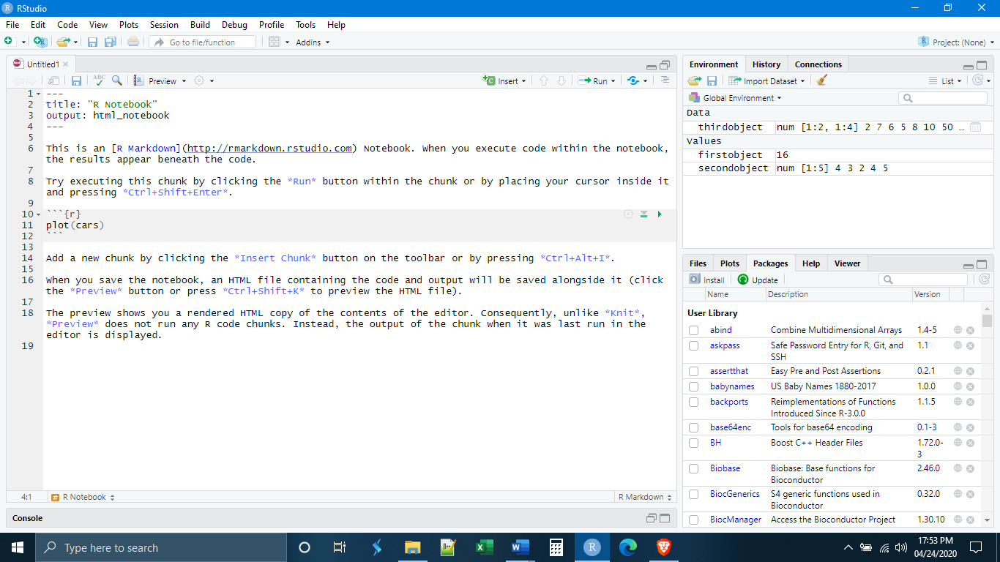 RStudio
File Edit Code View Plots Session Build Debug Profile Tools Help
Go to file/function Addins Project: (None)
Untitled1
ABC Preview Insert Run
1 ---
2 title: "R Notebook"
3 output: html_notebook
4 ---
5
6 This is an [R Markdown](http://rmarkdown.rstudio.com) Notebook. When you execute code within the notebook,
the results appear beneath the code.
7
8 Try executing this chunk by clicking the *Run* button within the chunk or by placing your cursor inside it
and pressing *Ctrl+Shift+Enter*.
9
10 ```{r}
11 plot(cars)
12 ```
13
14 Add a new chunk by clicking the *Insert Chunk* button on the toolbar or by pressing *Ctrl+Alt+I*.
15
16 When you save the notebook, an HTML file containing the code and output will be saved alongside it (click
the *Preview* button or press *Ctrl+Shift+K* to preview the HTML file).
17
18 The preview shows you a rendered HTML copy of the contents of the editor. Consequently, unlike *Knit*,
*Preview* does not run any R code chunks. Instead, the output of the chunk when it was last run in the
editor is displayed.
19
4:1 # R Notebook R Markdown
Console
Environment History Connections
Import Dataset List
Global Environment
Data
thirdobject num [1:2, 1:4] 2 7 6 5 8 10 50 ...
Values
firstobject 16
secondobject num [1:5] 4 3 2 4 5
Files Plots Packages Help Viewer
Install Update
Name Description Version
User Library
abind Combine Multidimensional Arrays 1.4-5
askpass Safe Password Entry for R, Git, and 1.1
SSH
assertthat Easy Pre and Post Assertions 0.2.1
babynames US Baby Names 1880-2017 1.0.0
backports Reimplementations of Functions 1.1.5
Introduced Since R-3.0.0
base64enc Tools for base64 encoding 0.1-3
BH Boost C++ Header Files 1.72.0-
3
Biobase Biobase: Base functions for 2.46.0
Bioconductor
BiocGenerics S4 generic functions used in 0.32.0
Bioconductor
BiocManager Access the Bioconductor Project 1.30.10
Type here to search
17:53 PM
04/24/2020